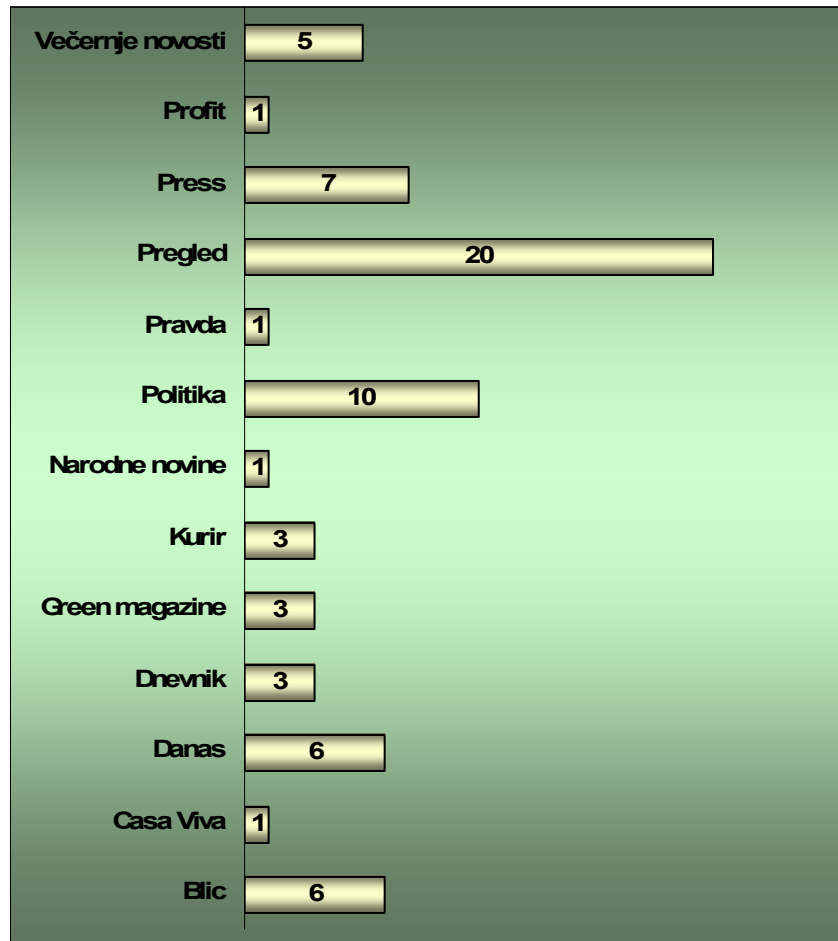 Večernje novosti 5
Profit 1
Press 7
Pregled 20
Pravda 1
Politika 10
Narodne novine 1
Kurir 3
Green magazine 3
Dnevnik 3
Danas 6
Casa Viva 1
Blic 6